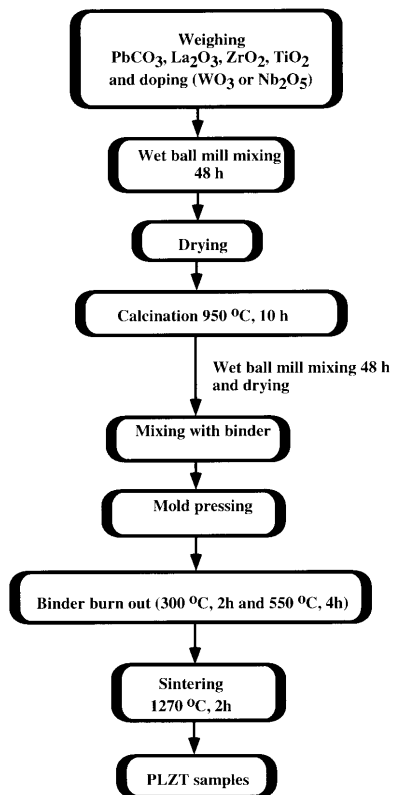 Weighing
PbCO3, La2O3, ZrO2, TiO2
and doping (WO3 or Nb2O5)
Wet ball mill mixing
48 h
Drying
Calcination 950 °C, 10 h
Wet ball mill mixing 48 h
and drying
Mixing with binder
Mold pressing
Binder burn out (300 °C, 2h and 550 °C, 4h)
Sintering
1270 °C, 2h
PLZT samples